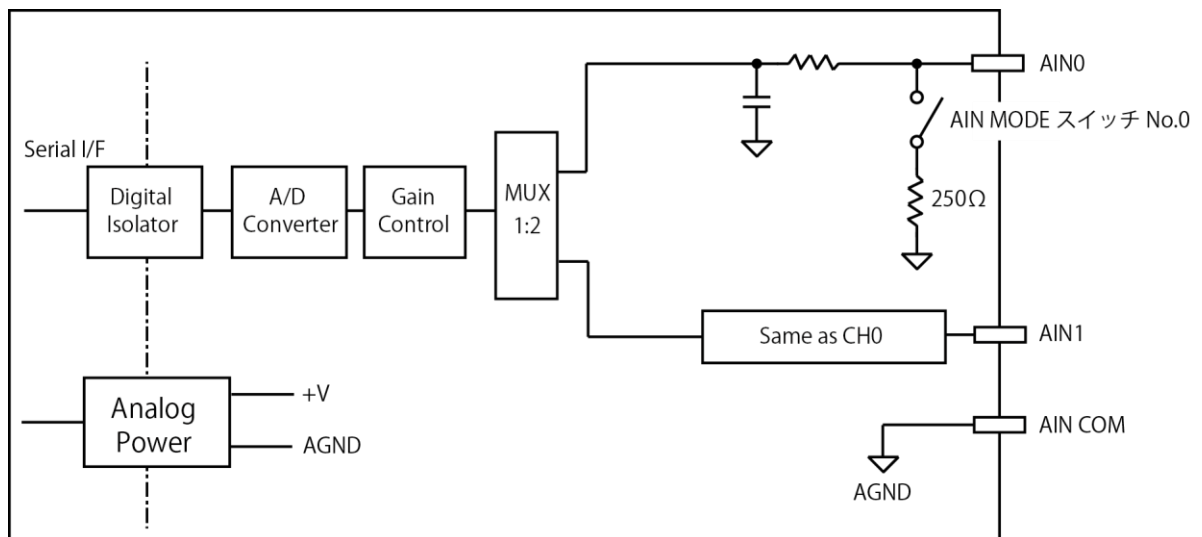 AIN0
AIN MODE スイッチ No.0
Serial I/F
Digital
Isolator
A/D
Converter
Gain
Control
MUX
1:2
250Ω
Same as CH0
AIN1
Analog
Power
+V
AGND
AIN COM
AGND